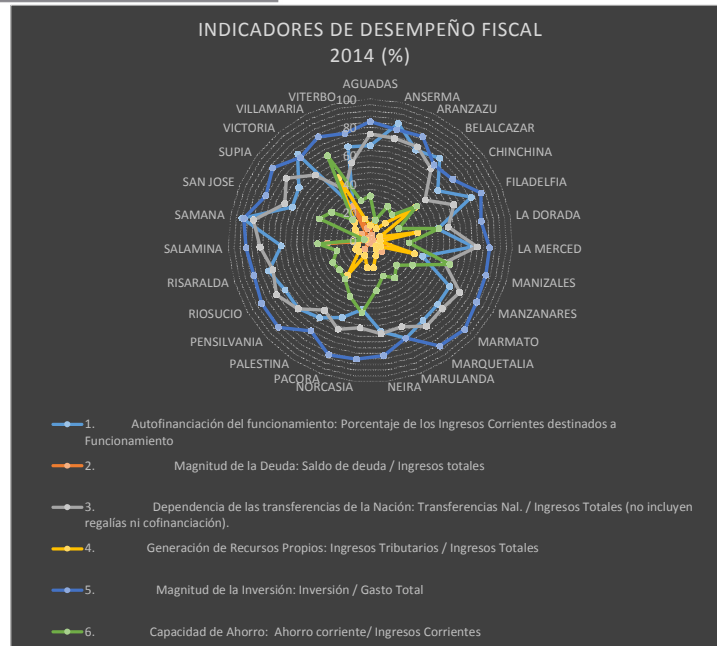 INDICADORES DE DESEMPEÑO FISCAL
2014 (%)
AGUADAS
ANSERMA
ARANZAZU
BELALCAZAR
CHINCHINA
FILADELFIA
LA DORADA
LA MERCED
MANIZALES
MANZANARES
MARMATO
MARQUETALIA
MARULANDA
NEIRA
NORCASIA
PACORA
PALESTINA
PENSILVANIA
RIOSUCIO
RISARALDA
SALAMINA
SAMANA
SAN JOSE
SUPIA
VICTORIA
VILLAMARIA
VITERBO
100
80
1. Autofinanciación del funcionamiento: Porcentaje de los Ingresos Corrientes destinados a
Funcionamiento
2. Magnitud de la Deuda: Saldo de deuda / Ingresos totales
3. Dependencia de las transferencias de la Nación: Transferencias Nal. / Ingresos Totales (no incluyen
regalías ni cofinanciación).
4. Generación de Recursos Propios: Ingresos Tributarios / Ingresos Totales
5. Magnitud de la Inversión: Inversión / Gasto Total
6. Capacidad de Ahorro: Ahorro corriente/ Ingresos Corrientes